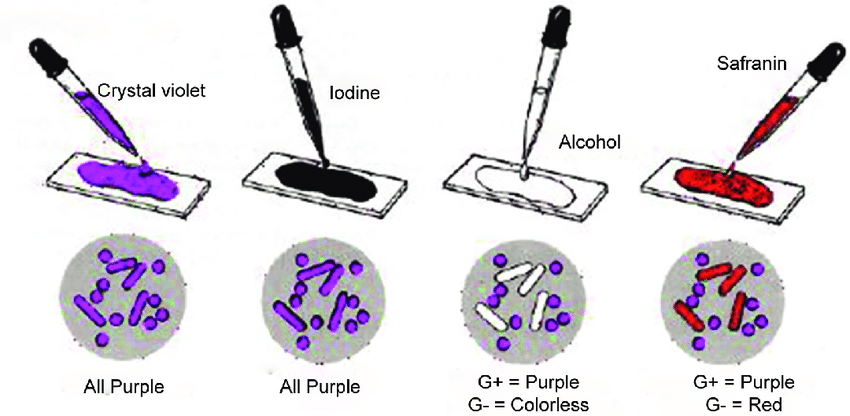 Crystal violet
Iodine
Alcohol
Safranin
All Purple
All Purple
G+ = Purple
G- = Colorless
G+ = Purple
G- = Red